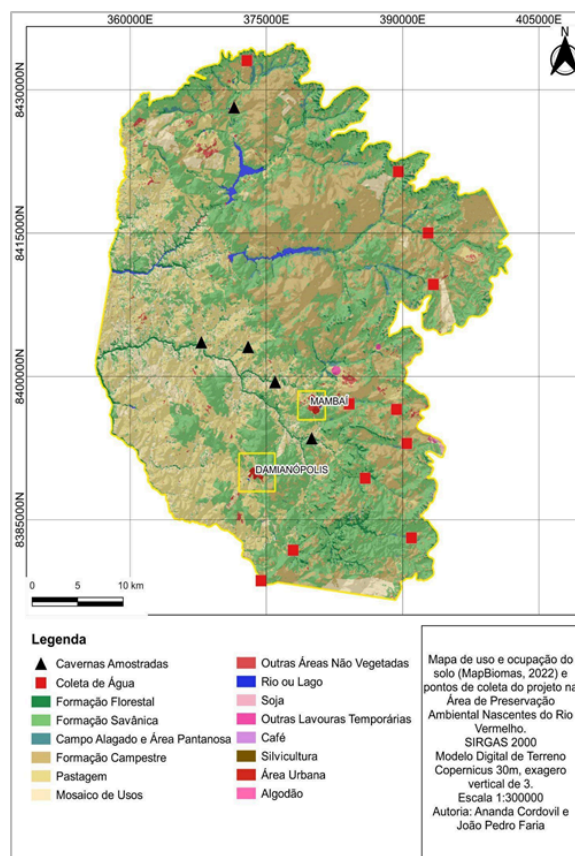 360000E 375000E 390000E 405000E
N
8430000N
8415000N
8400000N
8385000N
MAMBAÍ
DAMIANÓPOLIS
0 5 10 km
Legenda
Cavernas Amostradas
Coleta de Água
Formação Florestal
Formação Savânica
Campo Alagado e Área Pantanosa
Formação Campestre
Pastagem
Mosaico de Usos
Outras Áreas Não Vegetadas
Rio ou Lago
Soja
Outras Lavouras Temporárias
Café
Silvicultura
Área Urbana
Algodão
Mapa de uso e ocupação do
solo (MapBiomas, 2022) e
pontos de coleta do projeto na
Área de Preservação
Ambiental Nascentes do Rio
Vermelho.
SIRGAS 2000
Modelo Digital de Terreno
Copernicus 30m, exagero
vertical de 3.
Escala 1:300000
Autoria: Ananda Cordovil e
João Pedro Faria